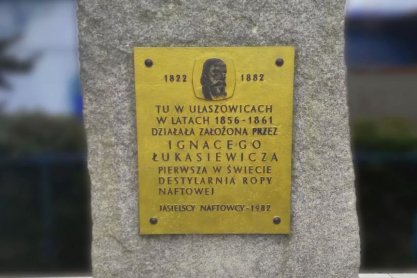 1822 1882
TU W UŁASZOWICACH
W LATACH 1856-1861
DZIAŁAŁA ZAŁOŻONA PRZEZ
IGNACEGO
ŁUKASIEWICZA
PIERWSZA W ŚWIECIE
DESTYLARNIA ROPY
NAFTOWEJ
JASIELSCY NAFTOWCY-1982